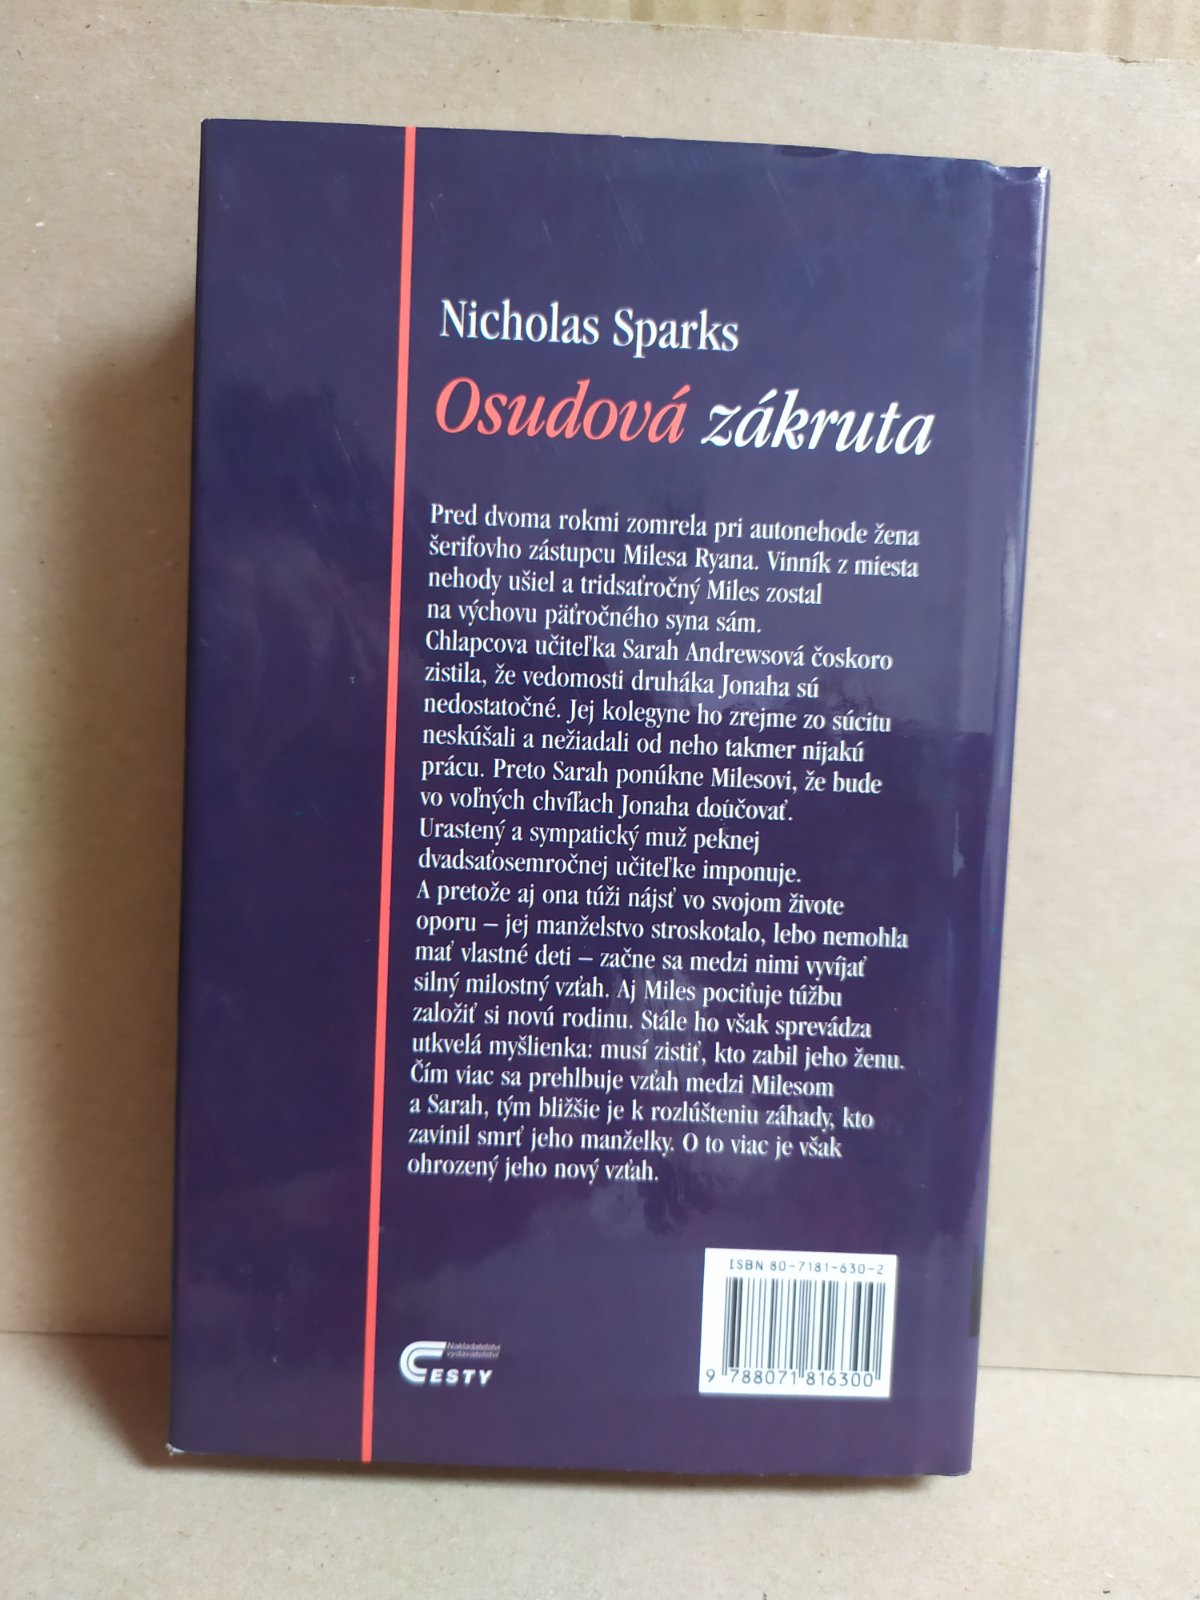 Nicholas Sparks
Osudová zákruta
Pred dvoma rokmi zomrela pri autonehode žena
šerifovho zástupcu Milesa Ryana. Vinník z miesta
nehody ušiel a tridsaťročný Miles zostal
na výchovu päťročného syna sám.
Chlapcova učiteľka Sarah Andrewsová čoskoro
zistila, že vedomosti druháka Jonaha sú
nedostatočné. Jej kolegyne ho zrejme zo súcitu
neskúšali a nežiadali od neho takmer nijakú
prácu. Preto Sarah ponúkne Milesovi, že bude
vo voľných chvíľach Jonaha doúčovať.
Urastený a sympatický muž peknej
dvadsaťosemročnej učiteľke imponuje.
A pretože aj ona túži nájsť vo svojom živote
oporu – jej manželstvo stroskotalo, lebo nemohla
mať vlastné deti – začne sa medzi nimi vyvíjať
silný milostný vzťah. Aj Miles pociťuje túžbu
založiť si novú rodinu. Stále ho však sprevádza
utkvelá myšlienka: musí zistiť, kto zabil jeho ženu.
Čím viac sa prehlbuje vzťah medzi Milesom
a Sarah, tým bližšie je k rozlúšteniu záhady, kto
zavinil smrť jeho manželky. O to viac je však
ohrozený jeho nový vzťah.
ISBN 80-7181-630-2
9 788071 816300
Nakladatelství
vydavatelství
CESTY